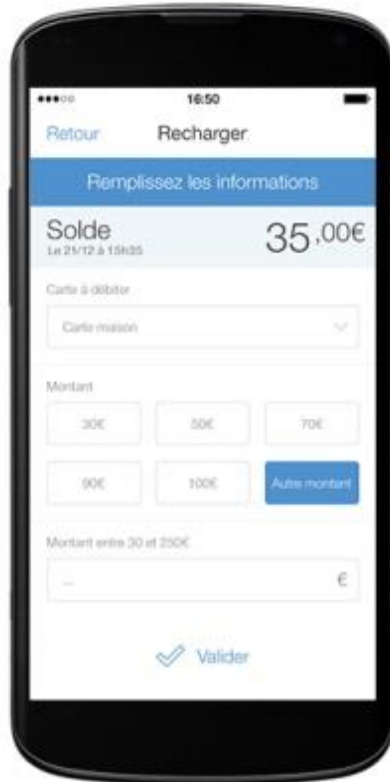 16:50
Retour Recharger
Remplissez les informations
Solde 35,00€
Le 21/12 à 15h35
Carte à débiter
Carte maison
Montant
30€ 50€ 70€
90€ 100€ Autre montant
Montant entre 30 et 250€
... €
Valider